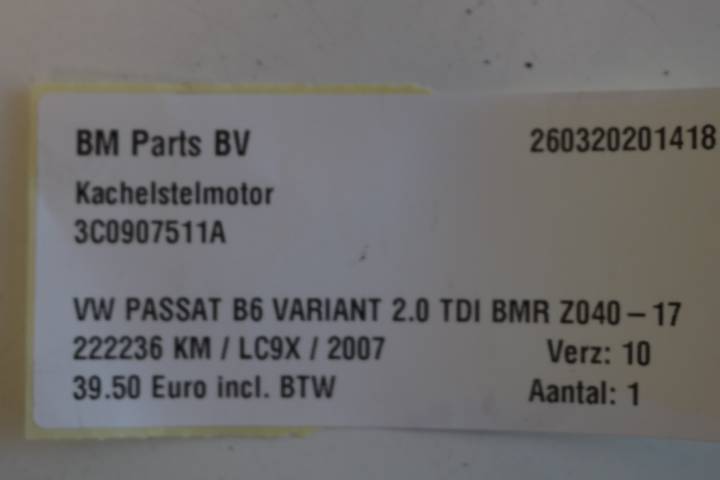 BM Parts BV 260320201418
Kachelstelmotor
3C0907511A
VW PASSAT B6 VARIANT 2.0 TDI BMR Z040-17
222236 KM / LC9X / 2007 Verz: 10
39.50 Euro incl. BTW Aantal: 1